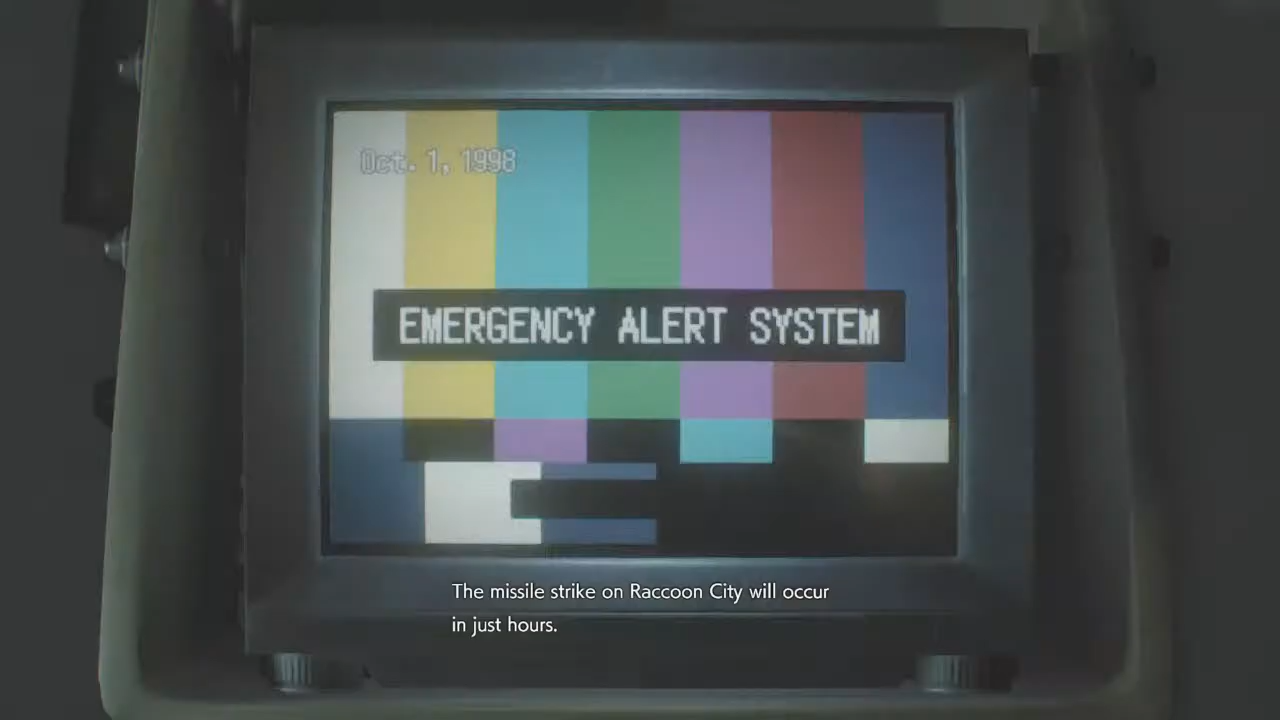 Oct. 1, 1998
EMERGENCY ALERT SYSTEM
The missile strike on Raccoon City will occur
in just hours.